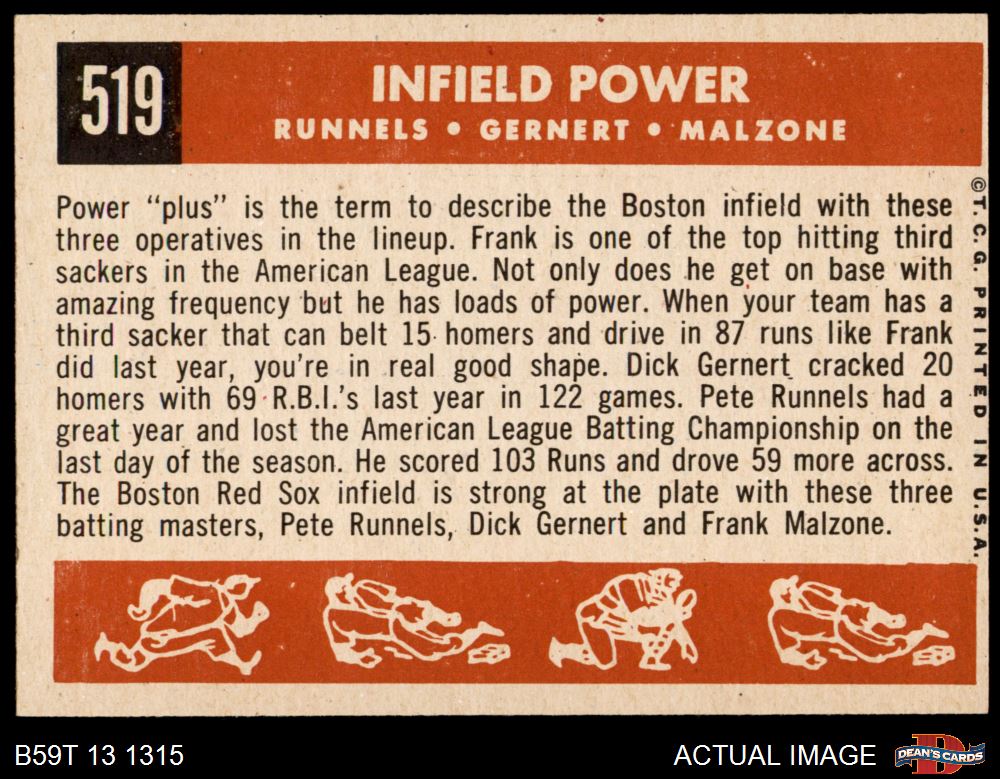 519
INFIELD POWER
RUNNELS • GERNERT • MALZONE
Power “plus” is the term to describe the Boston infield with these
three operatives in the lineup. Frank is one of the top hitting third
sackers in the American League. Not only does he get on base with
amazing frequency but he has loads of power. When your team has a
third sacker that can belt 15 homers and drive in 87 runs like Frank
did last year, you're in real good shape. Dick Gernert cracked 20
homers with 69 R.B.I.'s last year in 122 games. Pete Runnels had a
great year and lost the American League Batting Championship on the
last day of the season. He scored 103 Runs and drove 59 more across.
The Boston Red Sox infield is strong at the plate with these three
batting masters, Pete Runnels, Dick Gernert and Frank Malzone.
© T. C. G. PRINTED IN U.S.A.
B59T 13 1315
ACTUAL IMAGE
DEAN'S CARDS